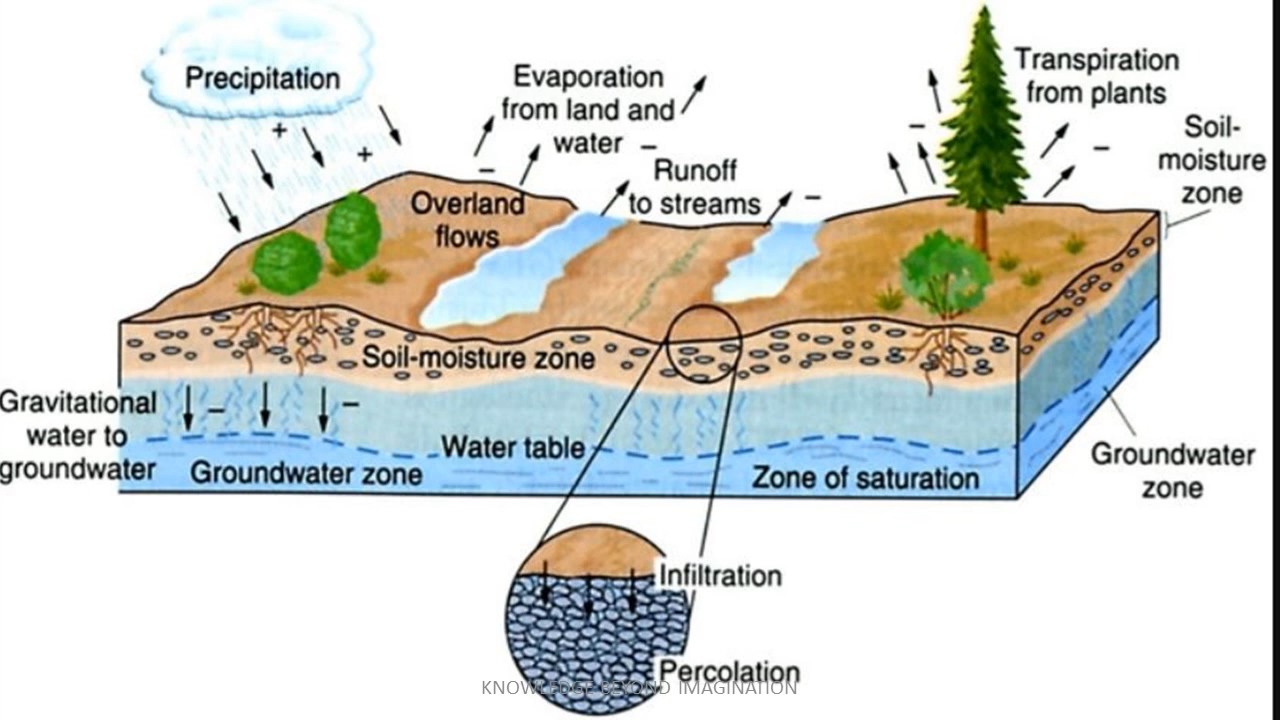 Precipitation
+
+
Evaporation
from land and
water –
–
Runoff
to streams
–
Overland
flows
Transpiration
from plants
–
–
Soil-
moisture
zone
Soil-moisture zone
Gravitational
water to
groundwater
–
–
Water table
Groundwater zone
Zone of saturation
Groundwater
zone
Infiltration
Percolation
KNOWLEDGE BEYOND IMAGINATION